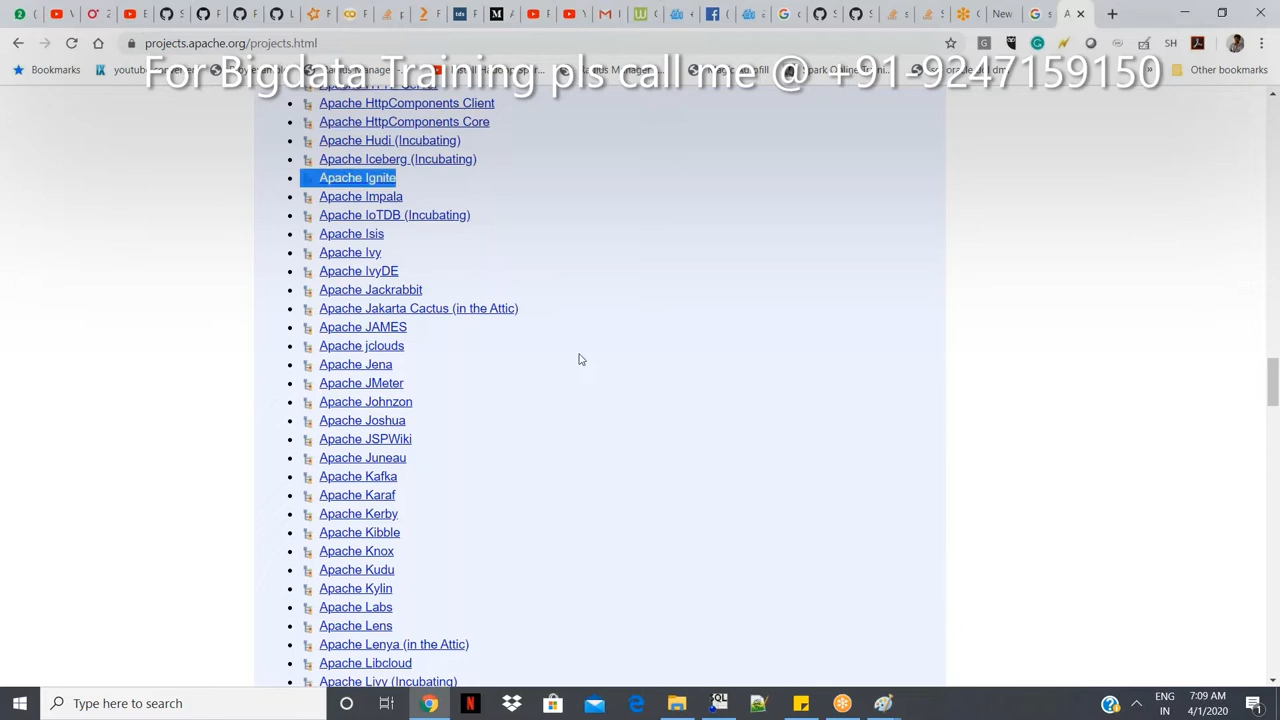 New
A
projects.apache.org/projects.html
Bookmarks
Other bookmarks
For Bigdata Training pls call me @ +91-9247159150
Apache HttpComponents Client
Apache HttpComponents Core
Apache Hudi (Incubating)
Apache Iceberg (Incubating)
Apache Ignite
Apache Impala
Apache IoTDB (Incubating)
Apache Isis
Apache Ivy
Apache IvyDE
Apache Jackrabbit
Apache Jakarta Cactus (in the Attic)
Apache JAMES
Apache jclouds
Apache Jena
Apache JMeter
Apache Johnzon
Apache Joshua
Apache JSPWiki
Apache Juneau
Apache Kafka
Apache Karaf
Apache Kerby
Apache Kibble
Apache Knox
Apache Kudu
Apache Kylin
Apache Labs
Apache Lens
Apache Lenya (in the Attic)
Apache Libcloud
Apache Livy (Incubating)
Type here to search
ENG
IN
7:09 AM
4/1/2020